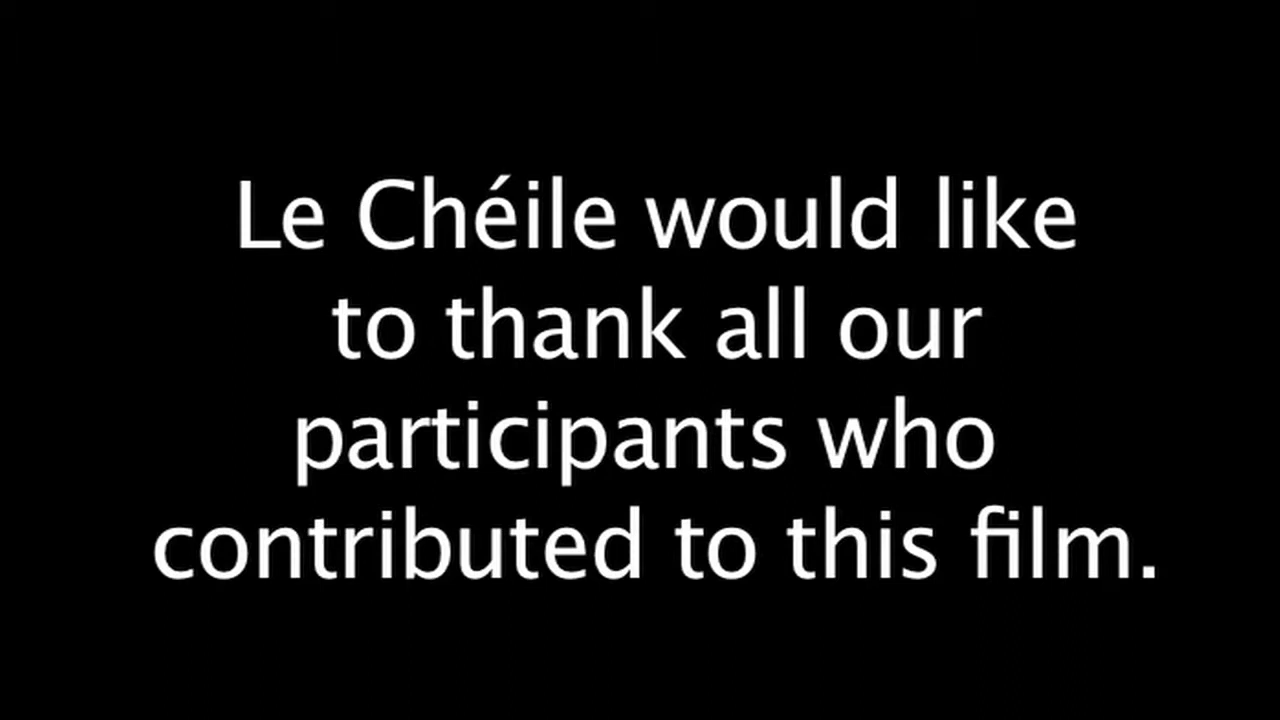 Le Chéile would like
to thank all our
participants who
contributed to this film.